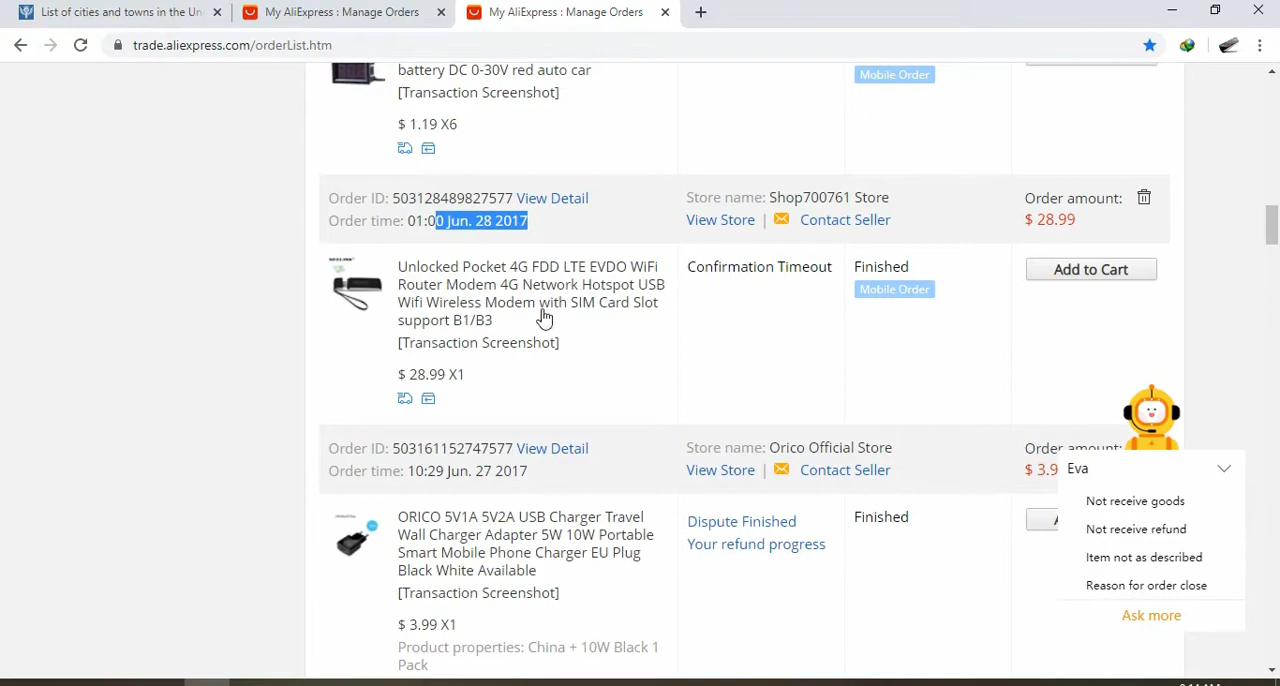 List of cities and towns in the Un
My AliExpress : Manage Orders
My AliExpress : Manage Orders
trade.aliexpress.com/orderList.htm
battery DC 0-30V red auto car
[Transaction Screenshot]
$ 1.19 X6
Mobile Order
Order ID: 503128489827577 View Detail
Order time: 01:00 Jun. 28 2017
Store name: Shop700761 Store
View Store | Contact Seller
Order amount:
$ 28.99
Unlocked Pocket 4G FDD LTE EVDO WiFi
Router Modem 4G Network Hotspot USB
Wifi Wireless Modem with SIM Card Slot
support B1/B3
[Transaction Screenshot]
$ 28.99 X1
Confirmation Timeout
Finished
Mobile Order
Add to Cart
Order ID: 503161152747577 View Detail
Order time: 10:29 Jun. 27 2017
Store name: Orico Official Store
View Store | Contact Seller
Order amount:
$ 3.9
ORICO 5V1A 5V2A USB Charger Travel
Wall Charger Adapter 5W 10W Portable
Smart Mobile Phone Charger EU Plug
Black White Available
[Transaction Screenshot]
$ 3.99 X1
Product properties: China + 10W Black 1
Pack
Dispute Finished
Your refund progress
Finished
Eva
Not receive goods
Not receive refund
Item not as described
Reason for order close
Ask more